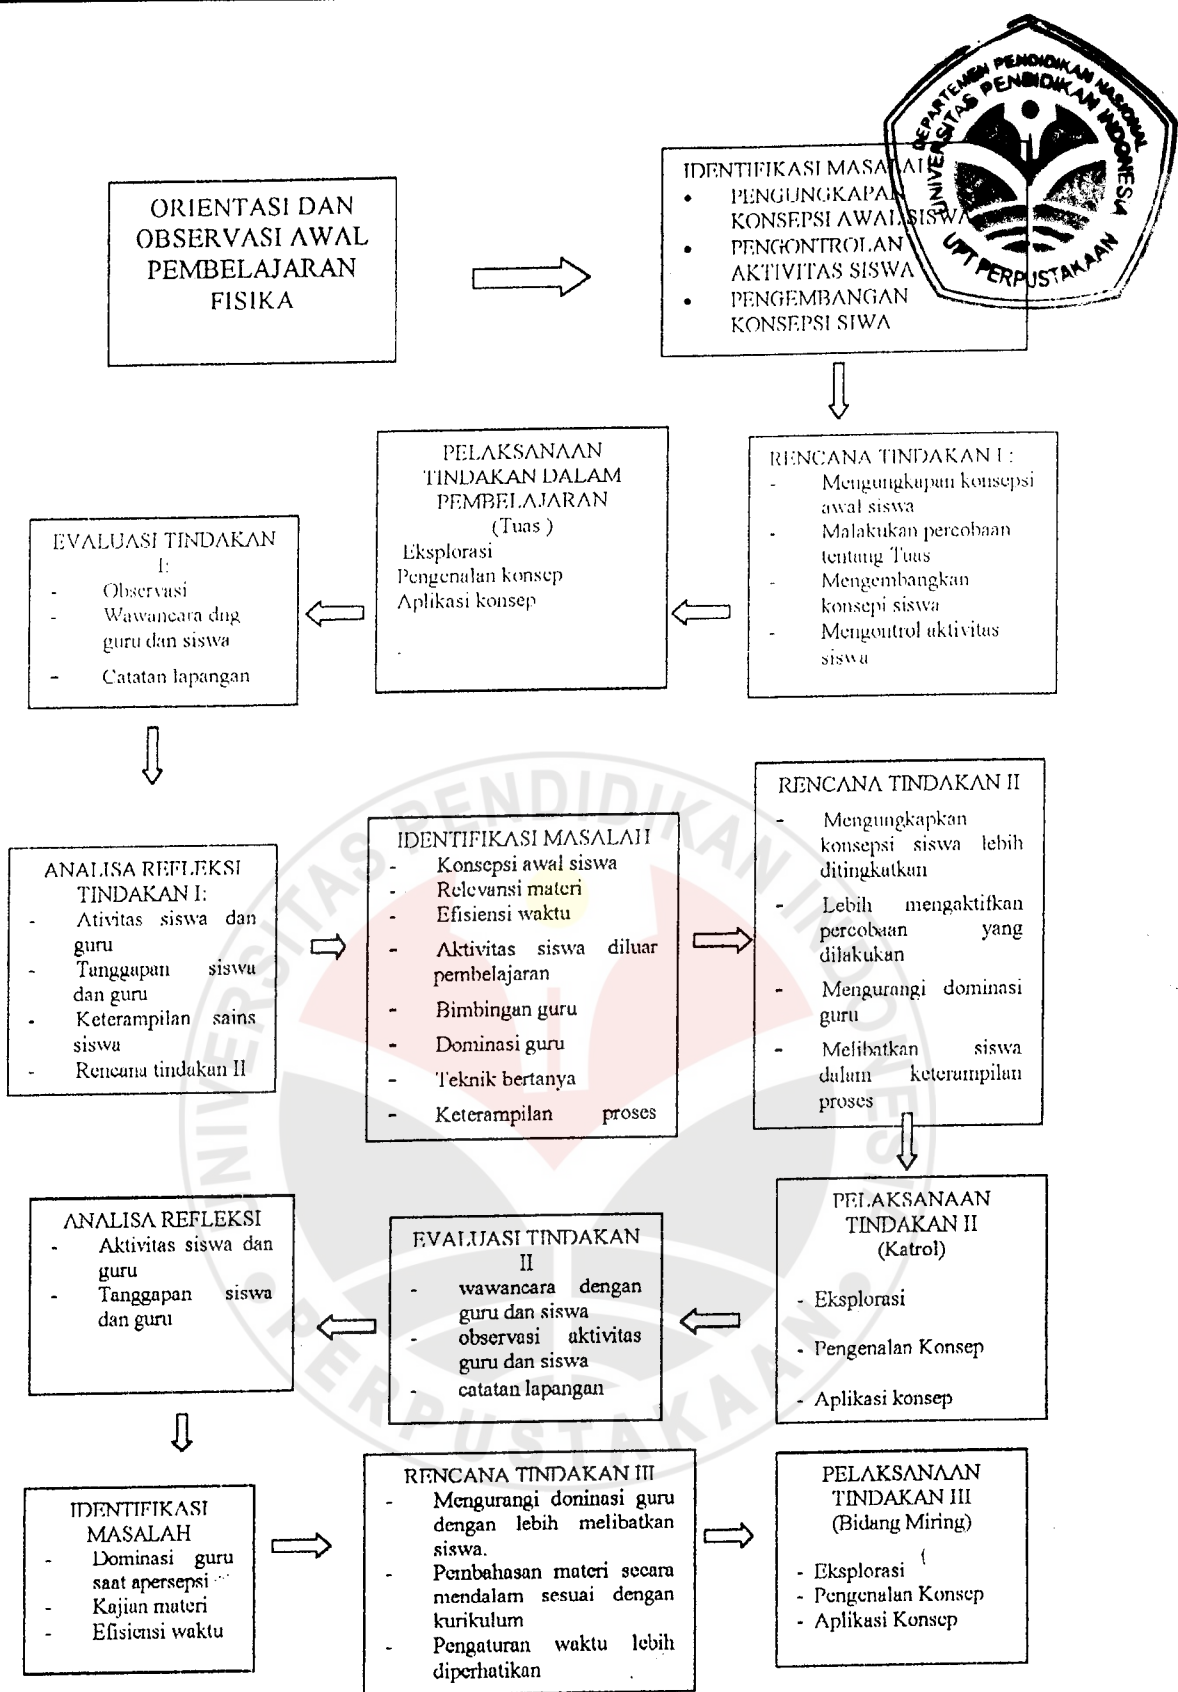 DEPARTEMEN PENDIDIKAN NASIONAL
UNIVERSITAS PENDIDIKAN INDONESIA
UPT PERPUSTAKAAN
ORIENTASI DAN
OBSERVASI AWAL
PEMBELAJARAN
FISIKA
IDENTIFIKASI MASALAH
• PENGUNGKAPAN
KONSEPSI AWAL SISWA
• PENGONTROLAN
AKTIVITAS SISWA
• PENGEMBANGAN
KONSEPSI SIWA
RENCANA TINDAKAN I :
- Mengungkapan konsepsi
awal siswa
- Malakukan percobaan
tentang Tuas
- Mengembangkan
konsepi siswa
- Mengontrol aktivitas
siswa
PELAKSANAAN
TINDAKAN DALAM
PEMBELAJARAN
(Tuas )
Eksplorasi
Pengenalan konsep
Aplikasi konsep
EVALUASI TINDAKAN
I:
- Observasi
- Wawancara dng
guru dan siswa
- Catatan lapangan
ANALISA REFLEKSI
TINDAKAN I:
- Ativitas siswa dan
guru
- Tanggapan siswa
dan guru
- Keterampilan sains
siswa
- Rencana tindakan II
IDENTIFIKASI MASALAH
- Konsepsi awal siswa
- Relevansi materi
- Efisiensi waktu
- Aktivitas siswa diluar
pembelajaran
- Bimbingan guru
- Dominasi guru
- Teknik bertanya
- Keterampilan proses
RENCANA TINDAKAN II
- Mengungkapkan
konsepsi siswa lebih
ditingkatkan
- Lebih mengaktifkan
percobaan yang
dilakukan
- Mengurangi dominasi
guru
- Melibatkan siswa
dalam keterampilan
proses
PELAKSANAAN
TINDAKAN II
(Katrol)
- Eksplorasi
- Pengenalan Konsep
- Aplikasi konsep
EVALUASI TINDAKAN
II
- wawancara dengan
guru dan siswa
- observasi aktivitas
guru dan siswa
- catatan lapangan
ANALISA REFLEKSI
- Aktivitas siswa dan
guru
- Tanggapan siswa
dan guru
IDENTIFIKASI
MASALAH
- Dominasi guru
saat apersepsi
- Kajian materi
- Efisiensi waktu
RENCANA TINDAKAN III
- Mengurangi doninasi guru
dengan lebih melibatkan
siswa.
- Pembahasan materi secara
mendalam sesuai dengan
kurikulum
- Pengaturan waktu lebih
diperhatikan
PELAKSANAAN
TINDAKAN III
(Bidang Miring)
- Eksplorasi
- Pengenalan Konsep
- Aplikasi Konsep
UNIVERSITAS PENDIDIKAN INDONESIA
PERPUSTAKAAN